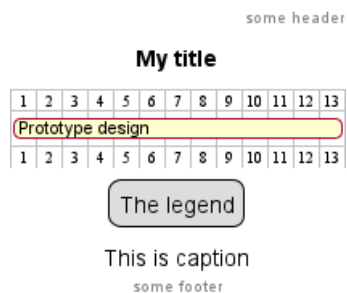 some header
My title
1 2 3 4 5 6 7 8 9 10 11 12 13
Prototype design
1 2 3 4 5 6 7 8 9 10 11 12 13
The legend
This is caption
some footer